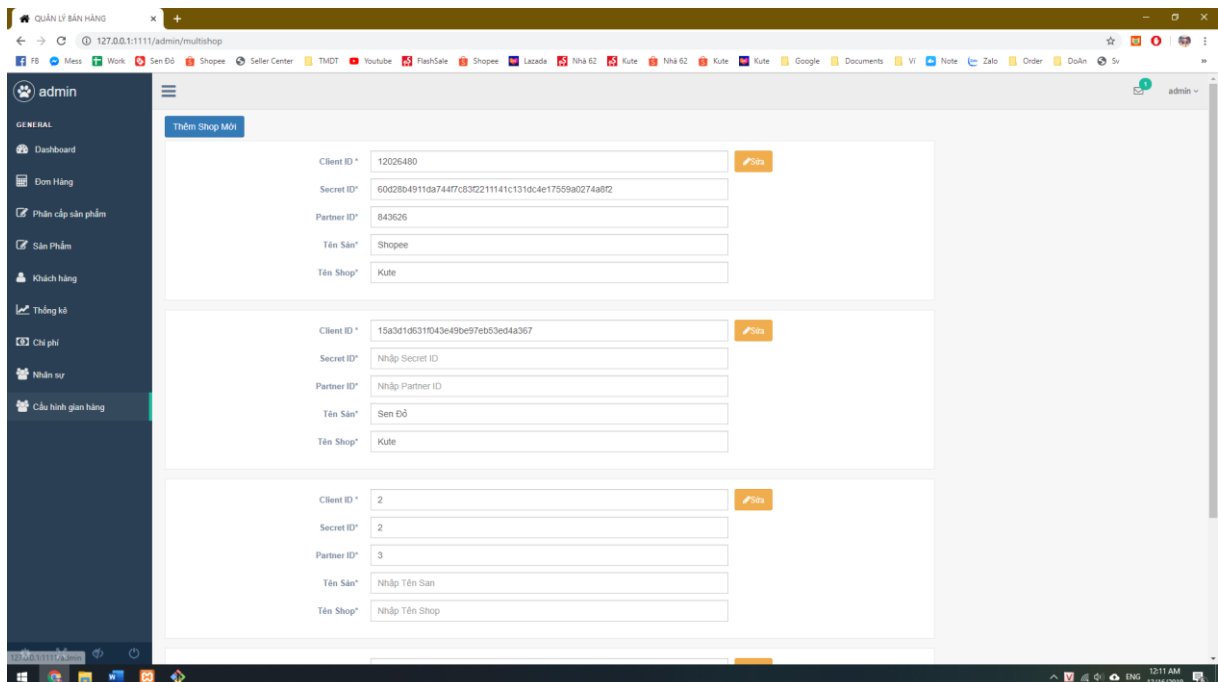 QUẢN LÝ BÁN HÀNG
127.0.0.1:1111/admin/multishop
FB Mess Work Sen Đỏ Shopee Seller Center TMDT Youtube FlashSale Shopee Lazada Nhà 62 Kute Nhà 62 Kute Kute Google Documents Ví Note Zalo Order DoAn Sv
admin
1
admin
GENERAL
Dashboard
Đơn Hàng
Phân cấp sản phẩm
Sản Phẩm
Khách hàng
Thống kê
Chi phí
Nhân sự
Cấu hình gian hàng
Thêm Shop Mới
Client ID * 12026480 Sửa
Secret ID* 60d28b4911da744f7c83f2211141c131dc4e17559a0274a8f2
Partner ID* 843626
Tên Sàn* Shopee
Tên Shop* Kute
Client ID * 15a3d1d631f043e49be97eb53ed4a367 Sửa
Secret ID* Nhập Secret ID
Partner ID* Nhập Partner ID
Tên Sàn* Sen Đỏ
Tên Shop* Kute
Client ID * 2 Sửa
Secret ID* 2
Partner ID* 3
Tên Sàn* Nhập Tên San
Tên Shop* Nhập Tên Shop
127.0.0.1:1111/admin
ENG
12:11 AM